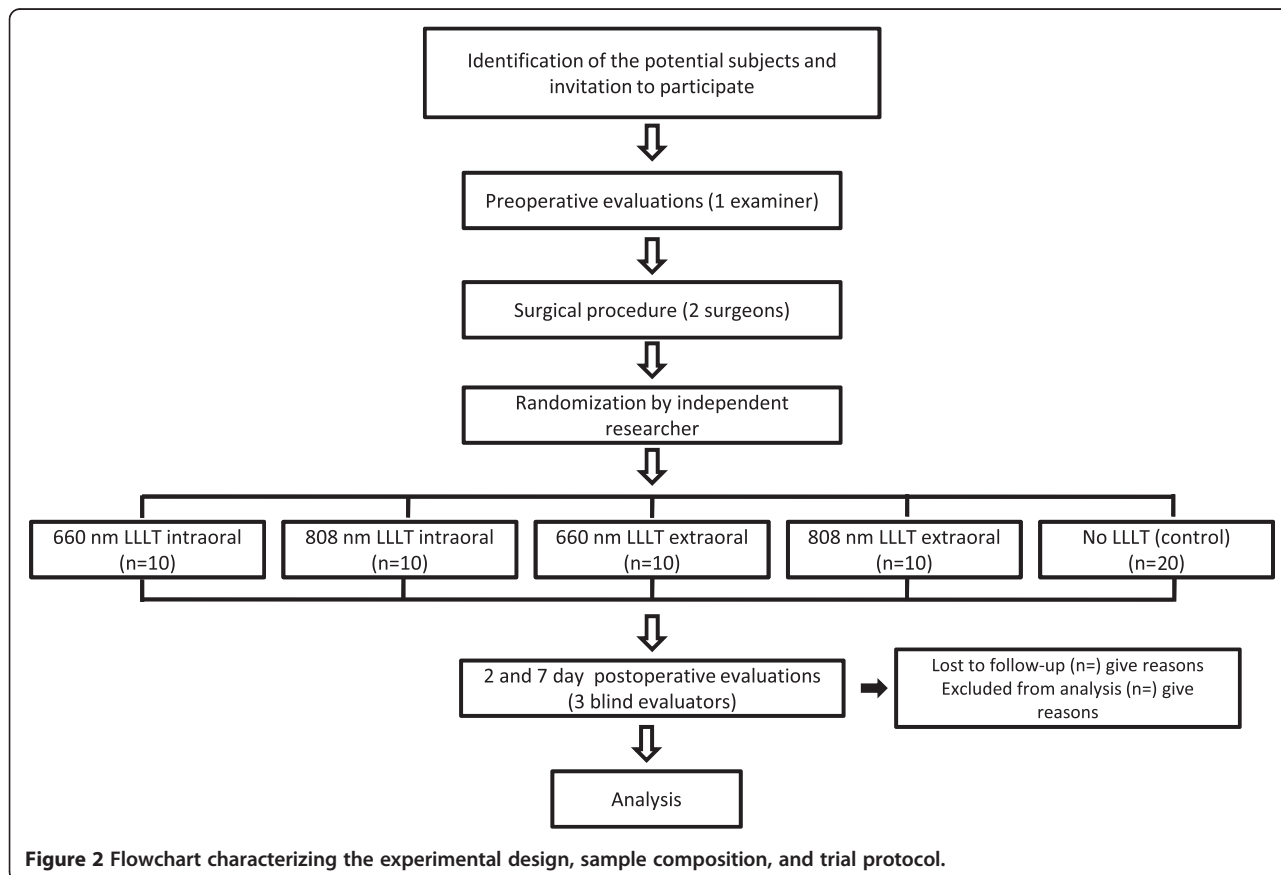 Identification of the potential subjects and
invitation to participate
Preoperative evaluations (1 examiner)
Surgical procedure (2 surgeons)
Randomization by independent
researcher
660 nm LLLT intraoral
(n=10)
808 nm LLLT intraoral
(n=10)
660 nm LLLT extraoral
(n=10)
808 nm LLLT extraoral
(n=10)
No LLLT (control)
(n=20)
2 and 7 day postoperative evaluations
(3 blind evaluators)
Lost to follow-up (n=) give reasons
Excluded from analysis (n=) give
reasons
Analysis
Figure 2 Flowchart characterizing the experimental design, sample composition, and trial protocol.